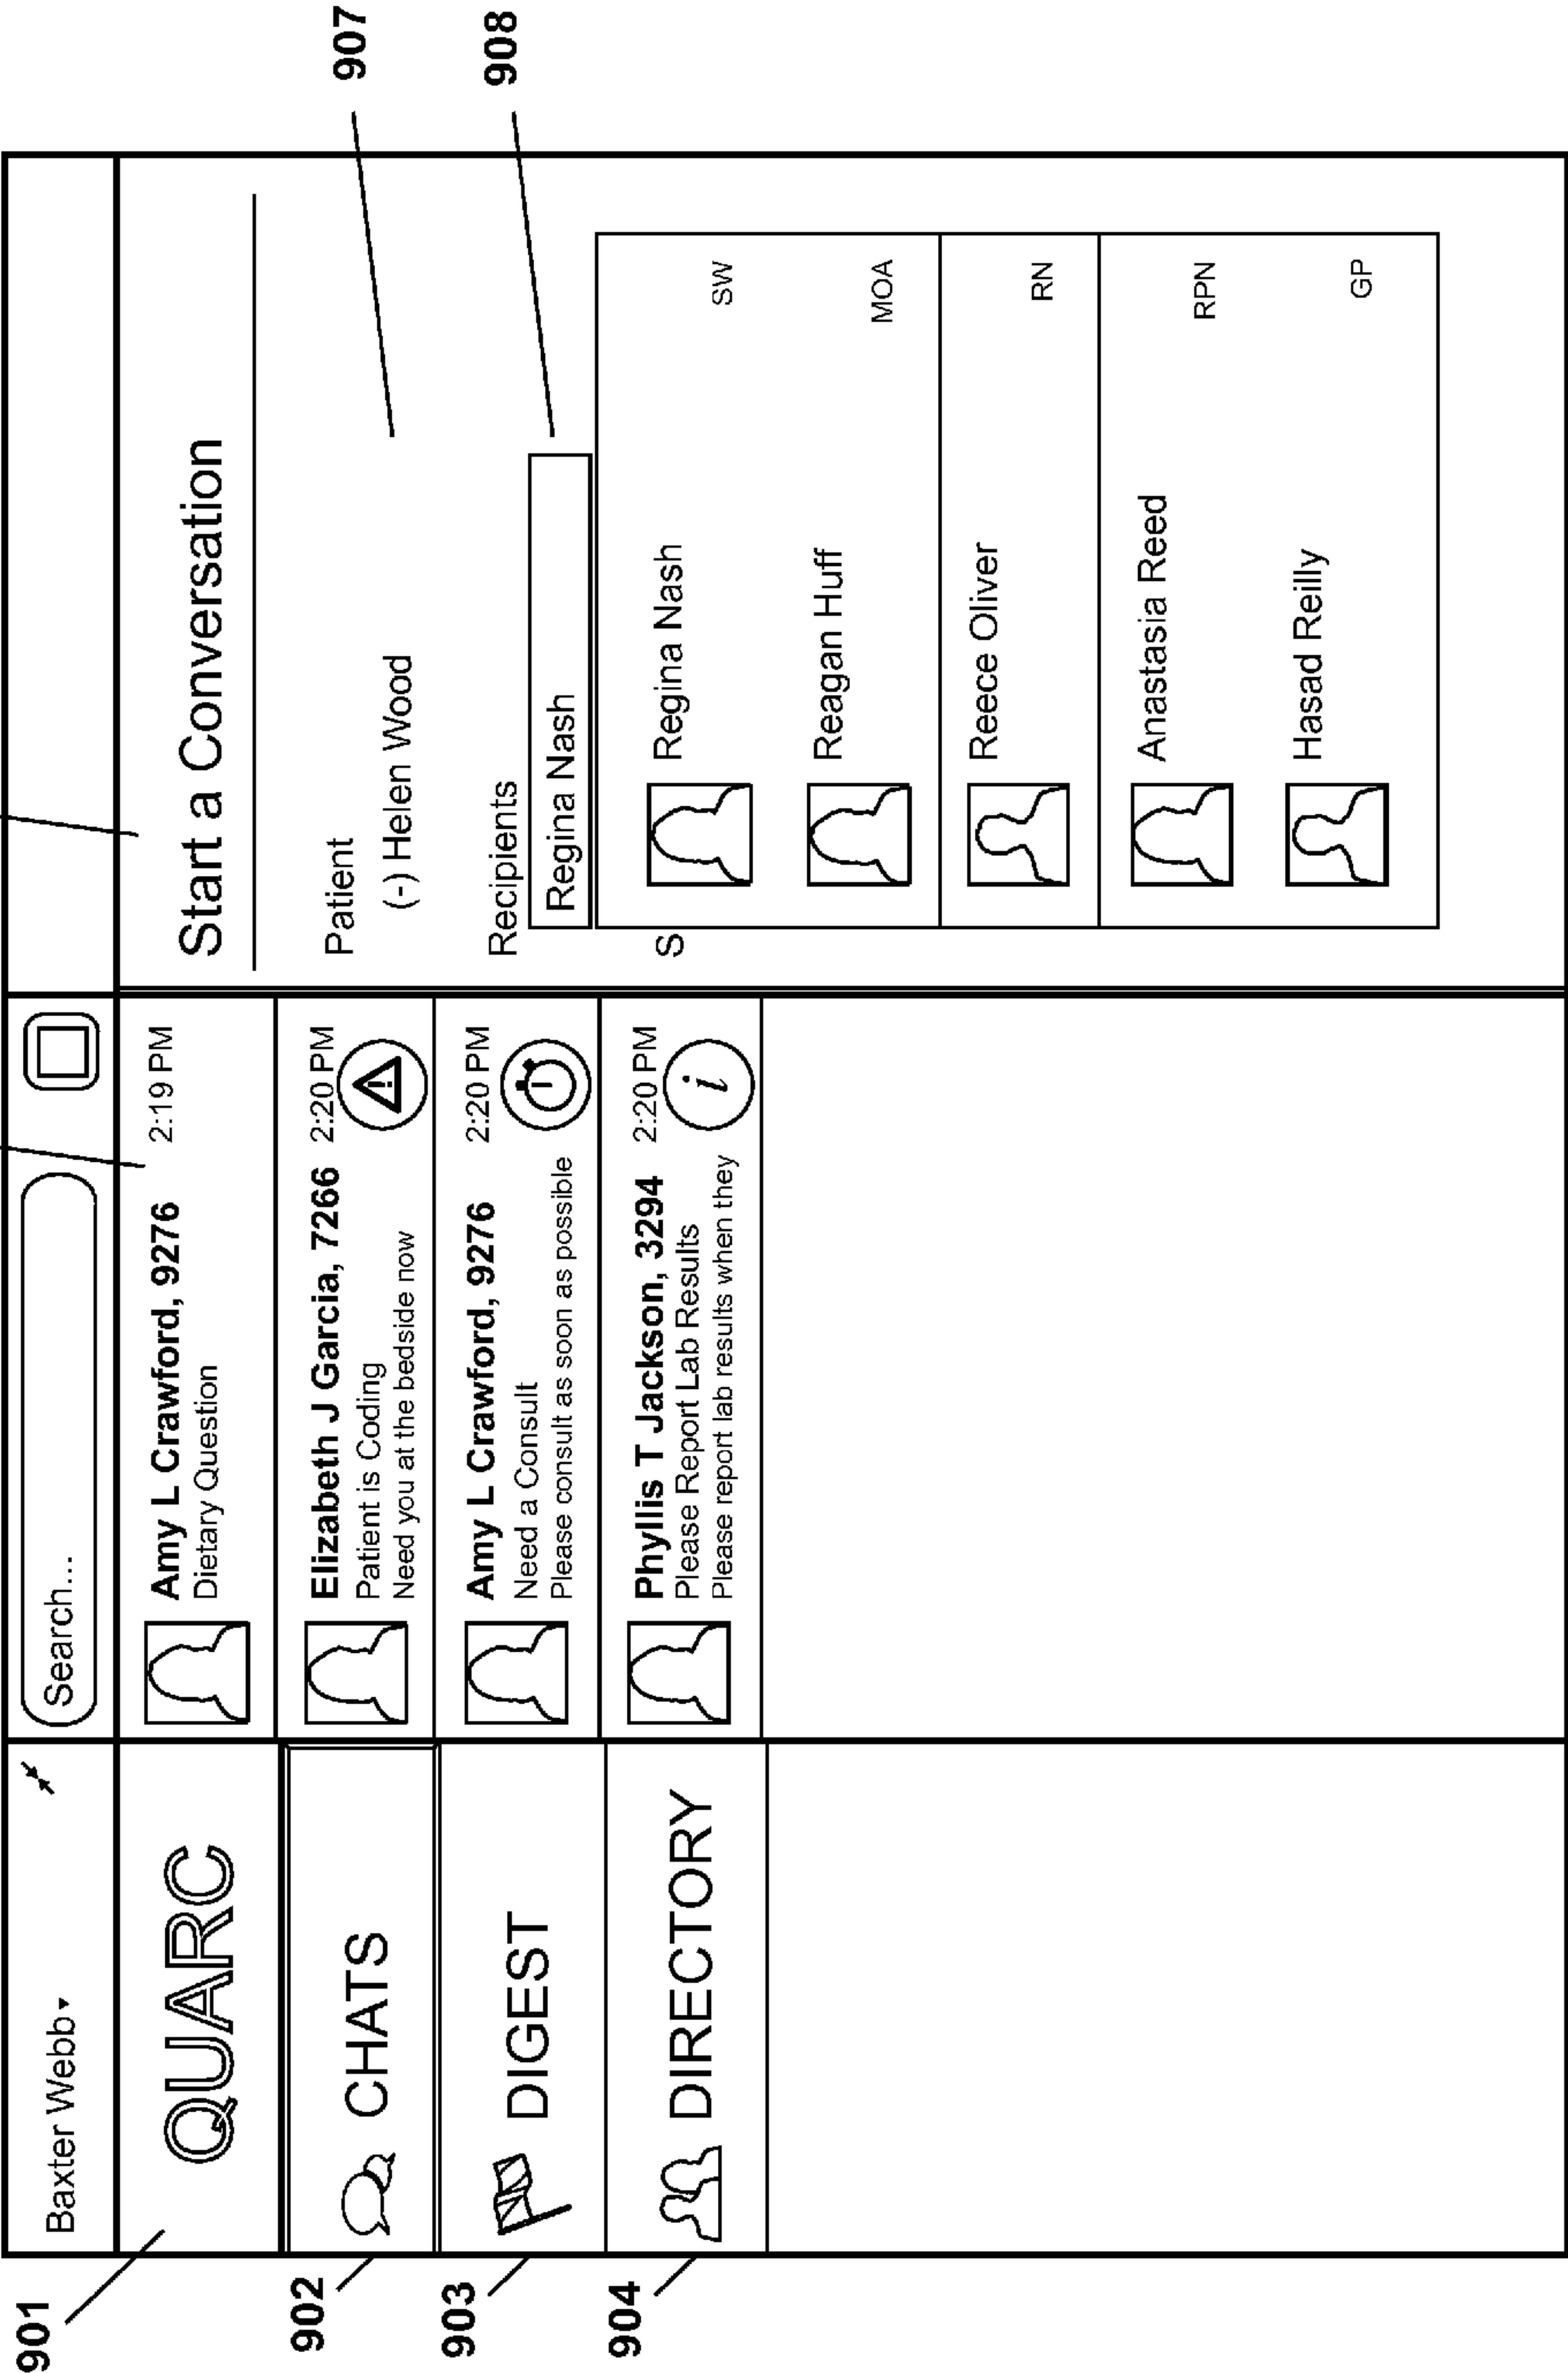 901
902
903
904
Baxter Webb
QUARC
CHATS
DIGEST
DIRECTORY
Search...
Amy L Crawford, 9276 2:19 PM
Dietary Question
Elizabeth J Garcia, 7266 2:20 PM
Patient is Coding
Need you at the bedside now
Amy L Crawford, 9276 2:20 PM
Need a Consult
Please consult as soon as possible
Phyllis T Jackson, 3294 2:20 PM
i
Please Report Lab Results
Please report lab results when they
Start a Conversation
Patient
(-) Helen Wood
Recipients
Regina Nash
S
Regina Nash SW
Reagan Huff MOA
Reece Oliver RN
Anastasia Reed RPN
Hasad Reilly GP
907
908